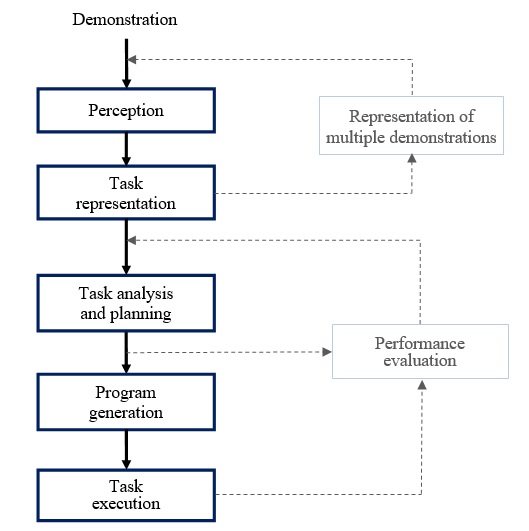 Demonstration
Perception
Representation of
multiple demonstrations
Task
representation
Task analysis
and planning
Performance
evaluation
Program
generation
Task
execution